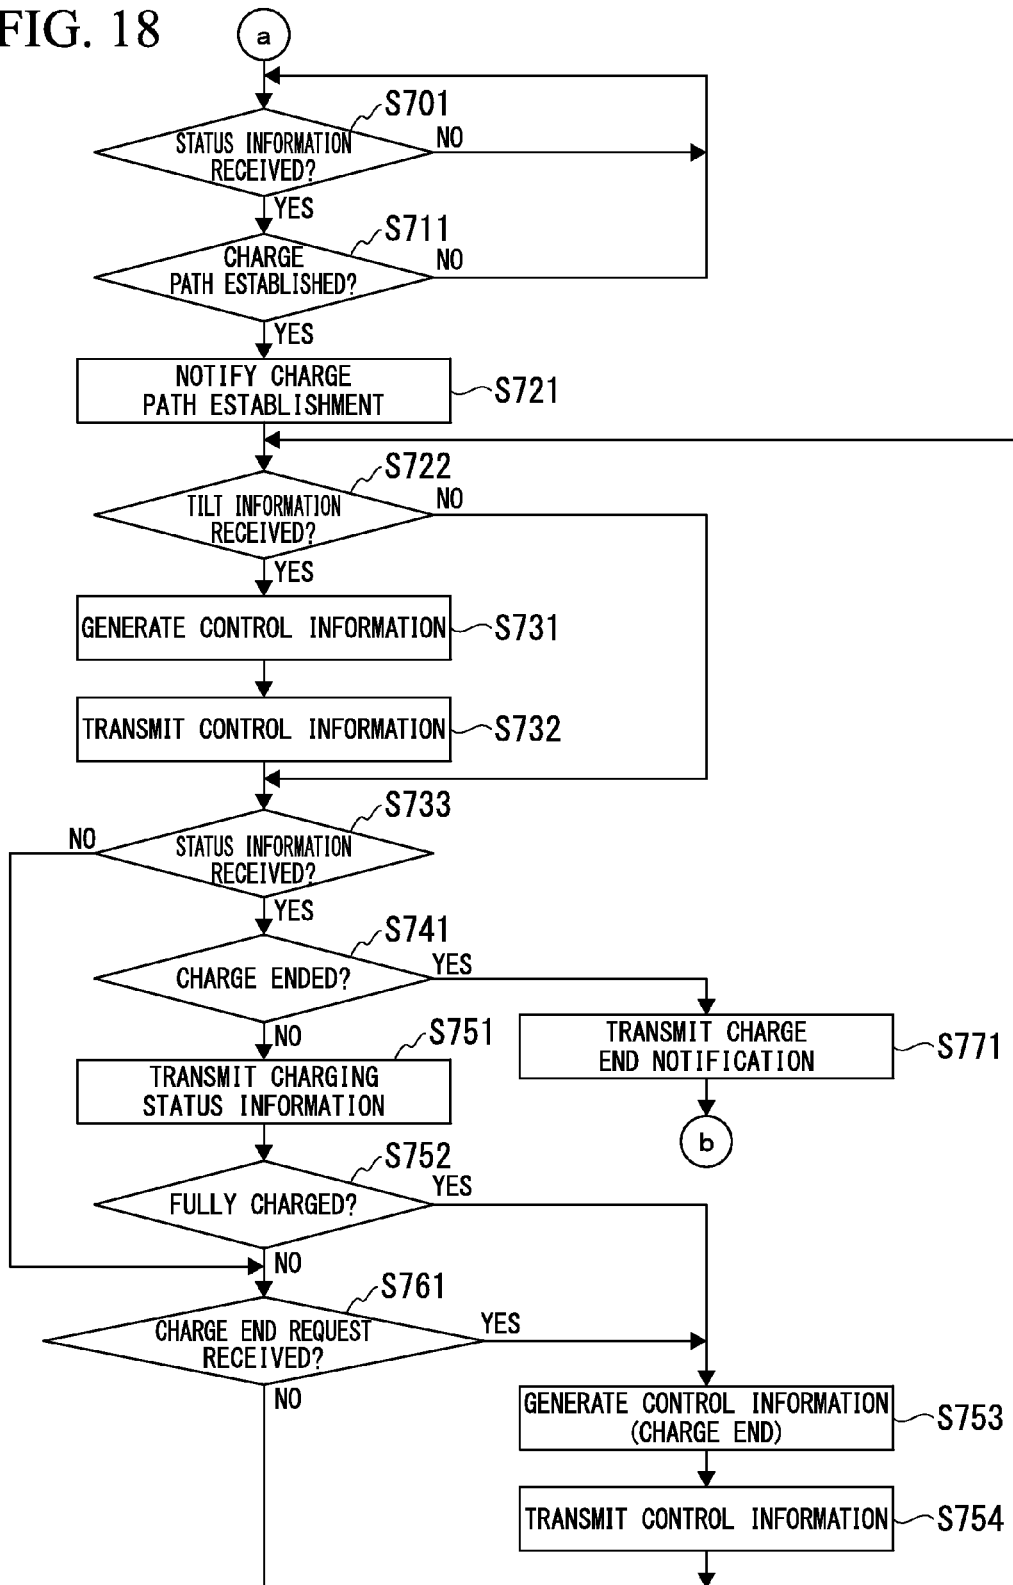 FIG. 18
a
S701
STATUS INFORMATION
RECEIVED?
NO
YES
S711
CHARGE
PATH ESTABLISHED?
NO
YES
NOTIFY CHARGE
PATH ESTABLISHMENT
S721
S722
TILT INFORMATION
RECEIVED?
NO
YES
GENERATE CONTROL INFORMATION
S731
TRANSMIT CONTROL INFORMATION
S732
S733
NO
STATUS INFORMATION
RECEIVED?
YES
S741
CHARGE ENDED?
YES
NO
S751
TRANSMIT CHARGING
STATUS INFORMATION
TRANSMIT CHARGE
END NOTIFICATION
S771
b
S752
FULLY CHARGED?
YES
NO
S761
CHARGE END REQUEST
RECEIVED?
YES
NO
GENERATE CONTROL INFORMATION
(CHARGE END)
S753
TRANSMIT CONTROL INFORMATION
S754